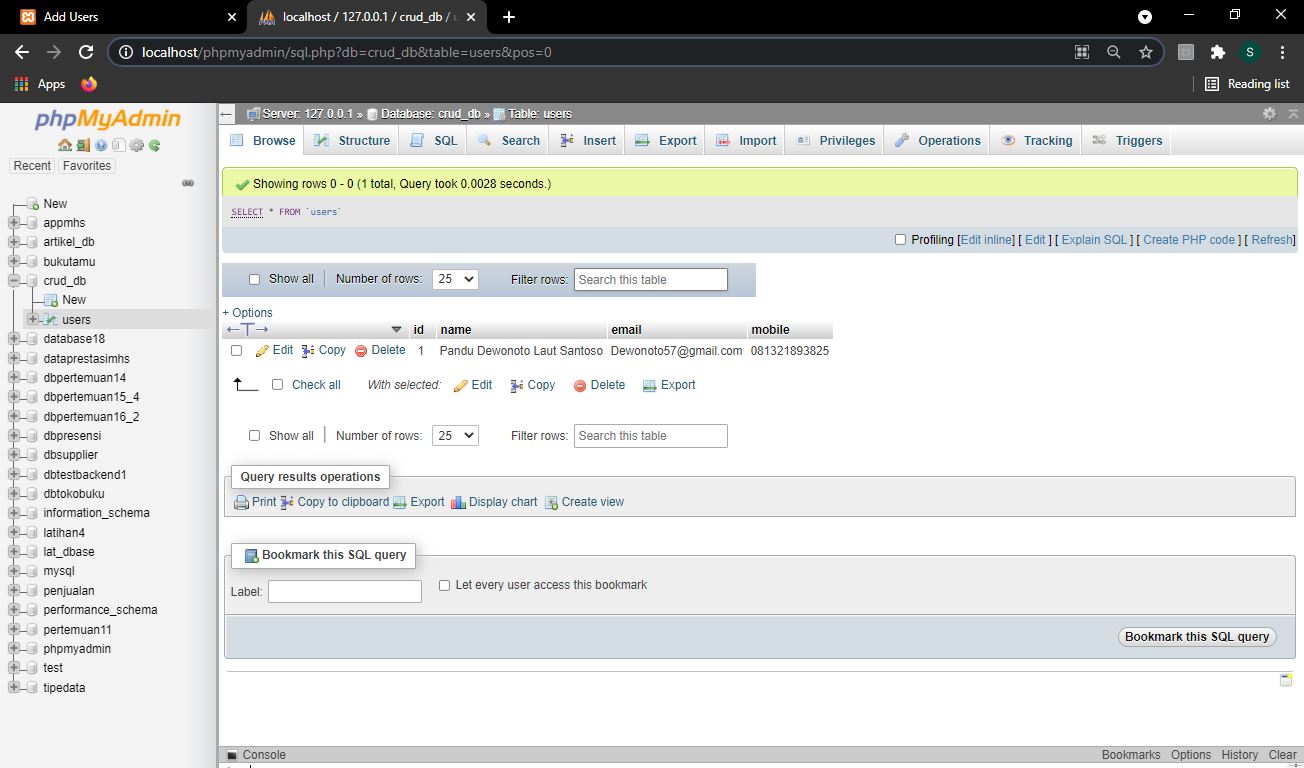 Add Users
localhost / 127.0.0.1 / crud_db / u
localhost/phpmyadmin/sql.php?db=crud_db&table=users&pos=0
S
Apps
Reading list
phpMyAdmin
Recent Favorites
New
appmhs
artikel_db
bukutamu
crud_db
New
users
database18
dataprestasimhs
dbpertemuan14
dbpertemuan15_4
dbpertemuan16_2
dbpresensi
dbsupplier
dbtestbackend1
dbtokobuku
information_schema
latihan4
lat_dbase
mysql
penjualan
performance_schema
pertemuan11
phpmyadmin
test
tipedata
Server: 127.0.0.1 » Database: crud_db » Table: users
Browse Structure SQL Search Insert Export Import Privileges Operations Tracking Triggers
Showing rows 0 - 0 (1 total, Query took 0.0028 seconds.)
SELECT * FROM `users`
Profiling [Edit inline] [ Edit ] [ Explain SQL ] [ Create PHP code ] [ Refresh]
Show all Number of rows: 25 Filter rows: Search this table
+ Options
←T→ id name email mobile
Edit Copy Delete 1 Pandu Dewonoto Laut Santoso Dewonoto57@gmail.com 081321893825
Check all With selected: Edit Copy Delete Export
Show all Number of rows: 25 Filter rows: Search this table
Query results operations
Print Copy to clipboard Export Display chart Create view
Bookmark this SQL query
Label: Let every user access this bookmark
Bookmark this SQL query
Console Bookmarks Options History Clear